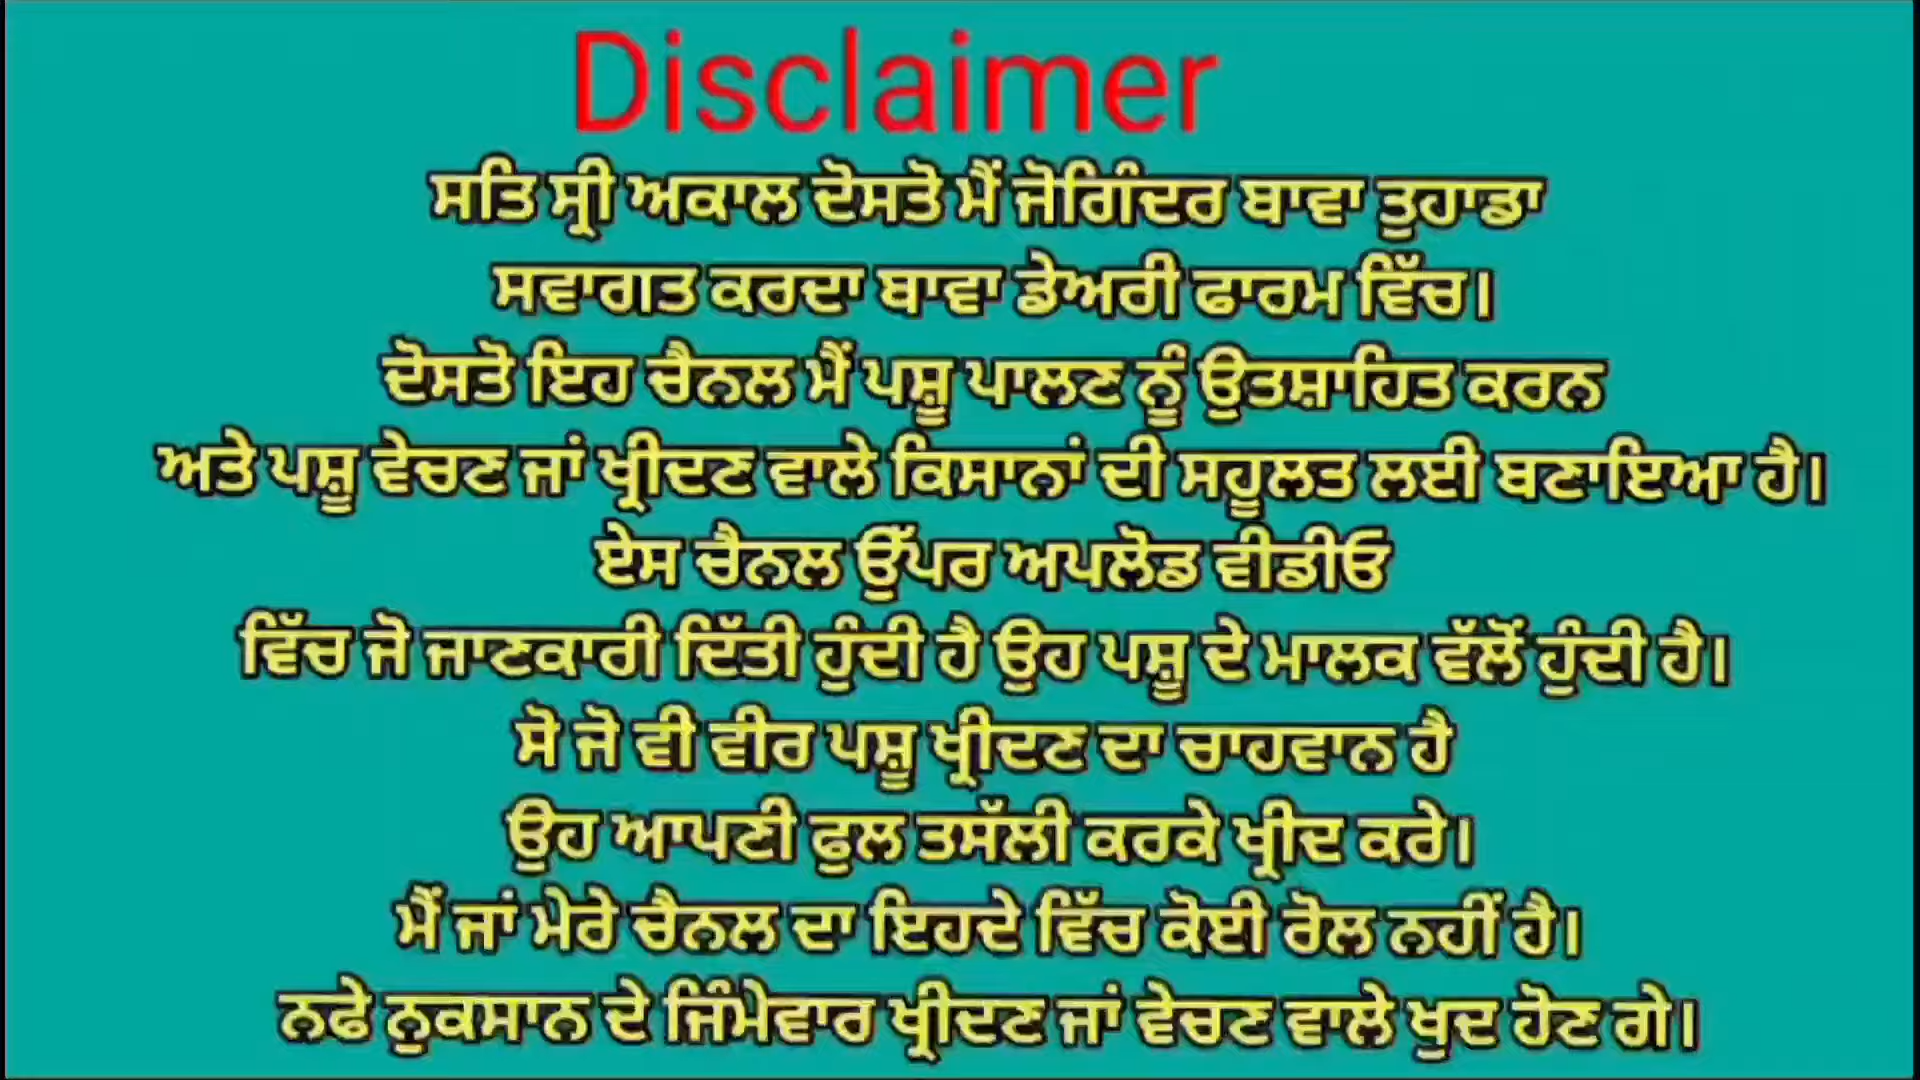 Disclaimer
ਸਤਿ ਸ੍ਰੀ ਅਕਾਲ ਦੋਸਤੋ ਮੈਂ ਜੋਗਿੰਦਰ ਬਾਵਾ ਤੁਹਾਡਾ
ਸਵਾਗਤ ਕਰਦਾ ਬਾਵਾ ਡੇਅਰੀ ਫਾਰਮ ਵਿੱਚ।
ਦੋਸਤੋ ਇਹ ਚੈਨਲ ਮੈਂ ਪਸ਼ੂ ਪਾਲਣ ਨੂੰ ਉਤਸ਼ਾਹਿਤ ਕਰਨ
ਅਤੇ ਪਸ਼ੂ ਵੇਚਣ ਜਾਂ ਖ੍ਰੀਦਣ ਵਾਲੇ ਕਿਸਾਨਾਂ ਦੀ ਸਹੂਲਤ ਲਈ ਬਣਾਇਆ ਹੈ।
ਏਸ ਚੈਨਲ ਉੱਪਰ ਅਪਲੋਡ ਵੀਡੀਓ
ਵਿੱਚ ਜੋ ਜਾਣਕਾਰੀ ਦਿੱਤੀ ਹੁੰਦੀ ਹੈ ਉਹ ਪਸ਼ੂ ਦੇ ਮਾਲਕ ਵੱਲੋਂ ਹੁੰਦੀ ਹੈ।
ਸੋ ਜੋ ਵੀ ਵੀਰ ਪਸ਼ੂ ਖ੍ਰੀਦਣ ਦਾ ਚਾਹਵਾਨ ਹੈ
ਉਹ ਆਪਣੀ ਫੁਲ ਤਸੱਲੀ ਕਰਕੇ ਖ੍ਰੀਦ ਕਰੇ।
ਮੈਂ ਜਾਂ ਮੇਰੇ ਚੈਨਲ ਦਾ ਇਹਦੇ ਵਿੱਚ ਕੋਈ ਰੋਲ ਨਹੀਂ ਹੈ।
ਨਫੇ ਨੁਕਸਾਨ ਦੇ ਜਿੰਮੇਵਾਰ ਖ੍ਰੀਦਣ ਜਾਂ ਵੇਚਣ ਵਾਲੇ ਖੁਦ ਹੋਣ ਗੇ।